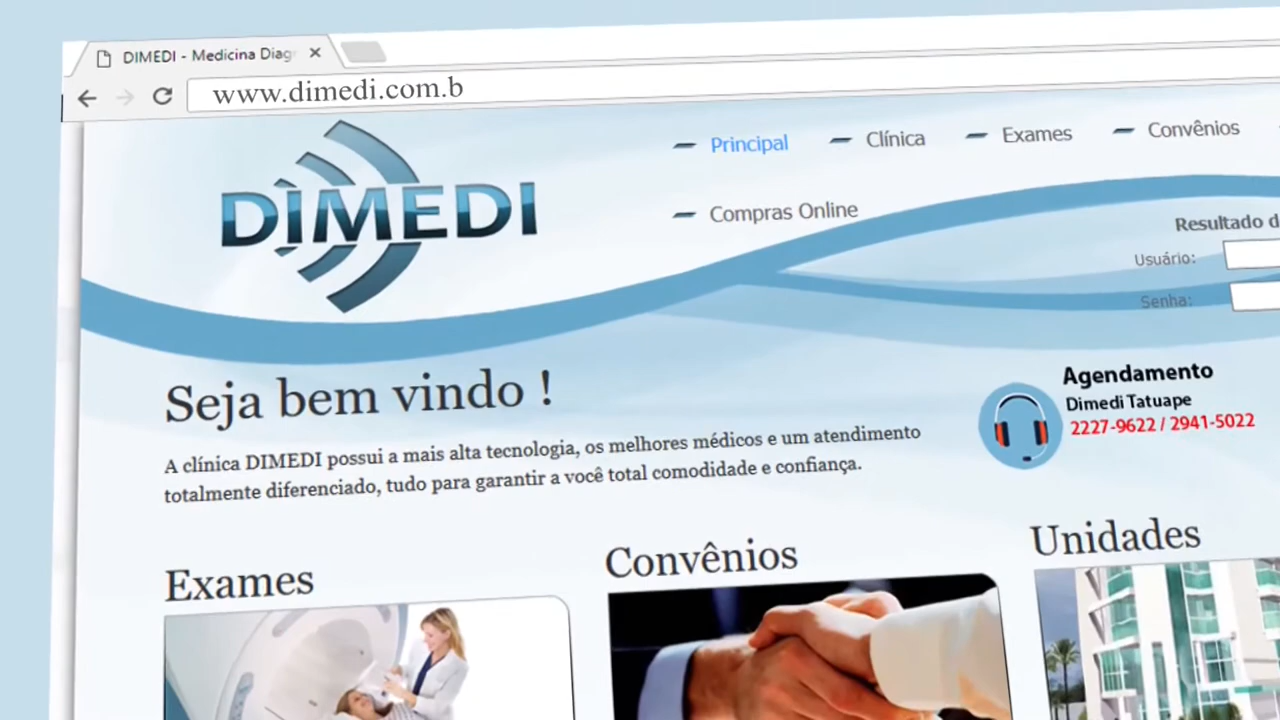 DIMEDI - Medicina Diag
www.dimedi.com.b
DIMEDI
Principal
Clínica
Exames
Convênios
Compras Online
Resultado d
Usuário:
Senha:
Seja bem vindo !
A clínica DIMEDI possui a mais alta tecnologia, os melhores médicos e um atendimento
totalmente diferenciado, tudo para garantir a você total comodidade e confiança.
Agendamento
Dimedi Tatuape
2227-9622 / 2941-5022
Exames
Convênios
Unidades